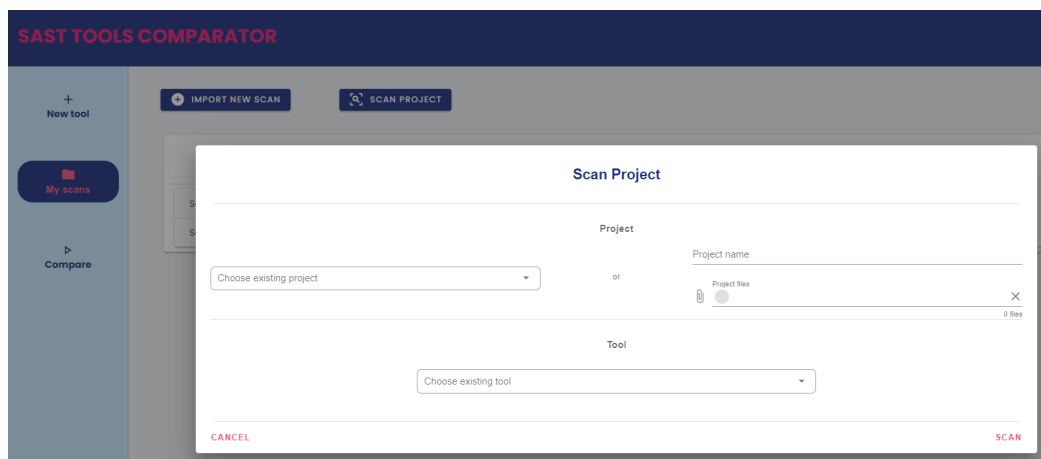 SAST TOOLS COMPARATOR
New tool
IMPORT NEW SCAN
SCAN PROJECT
My scans
Compare
Scan Project
Project
Choose existing project
or
Project name
Project files
0 files
Tool
Choose existing tool
CANCEL
SCAN